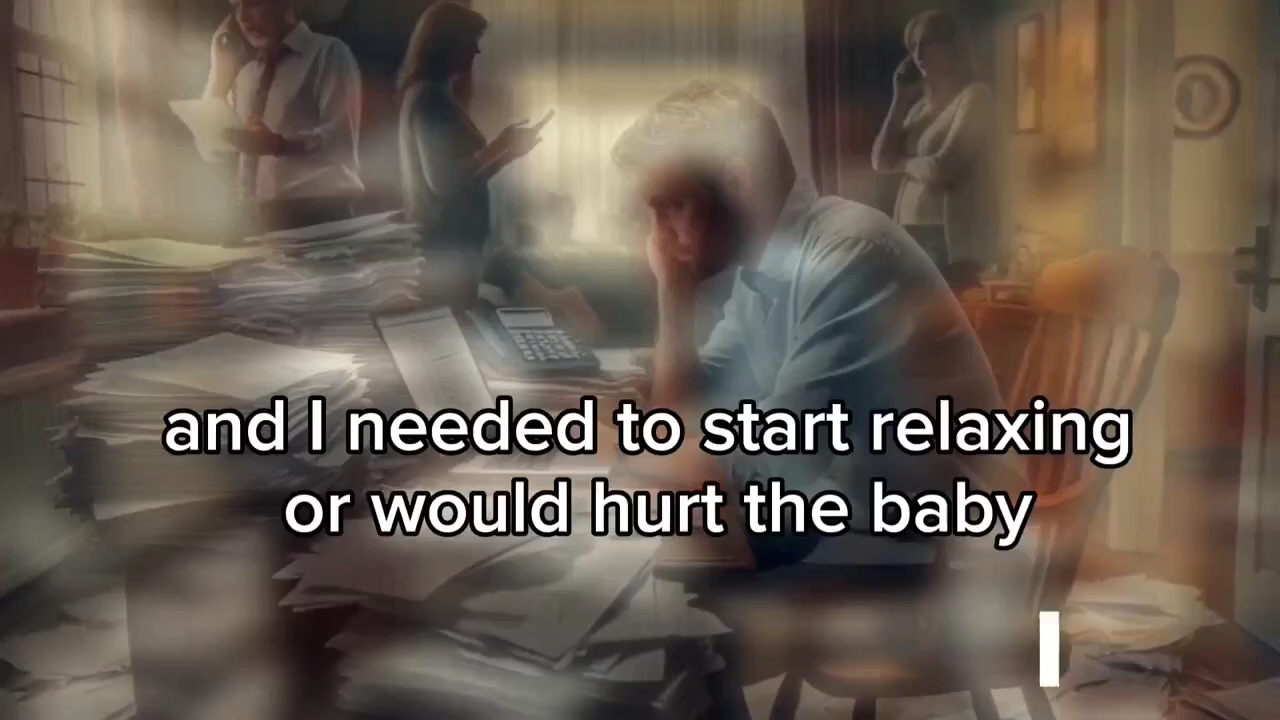 and I needed to start relaxing
or would hurt the baby
I